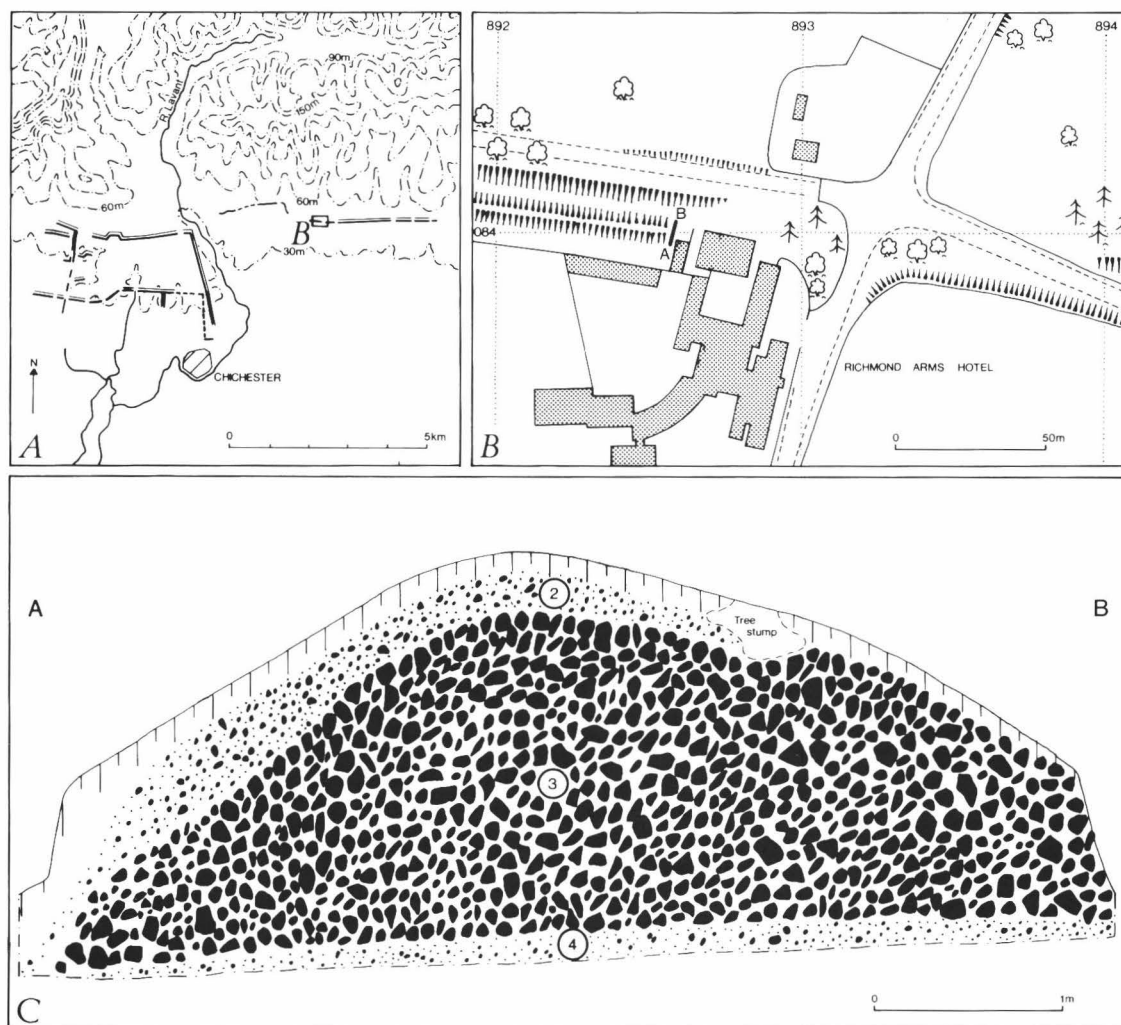 R. Lavant
90m
150m
60m
60m
B
30m
N
CHICHESTER
0 5km
A
892 893 894
B
084
A
RICHMOND ARMS HOTEL
0 50m
B
A
2
B
Tree
stump
3
4
0 1m
C